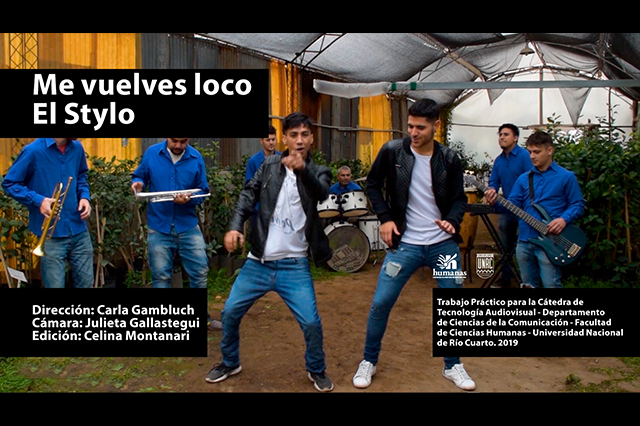 Me vuelves loco
El Stylo
humanas
UNRC
Dirección: Carla Gambluch
Cámara: Julieta Gallastegui
Edición: Celina Montanari
Trabajo Práctico para la Cátedra de
Tecnología Audiovisual - Departamento
de Ciencias de la Comunicación - Facultad
de Ciencias Humanas - Universidad Nacional
de Río Cuarto. 2019